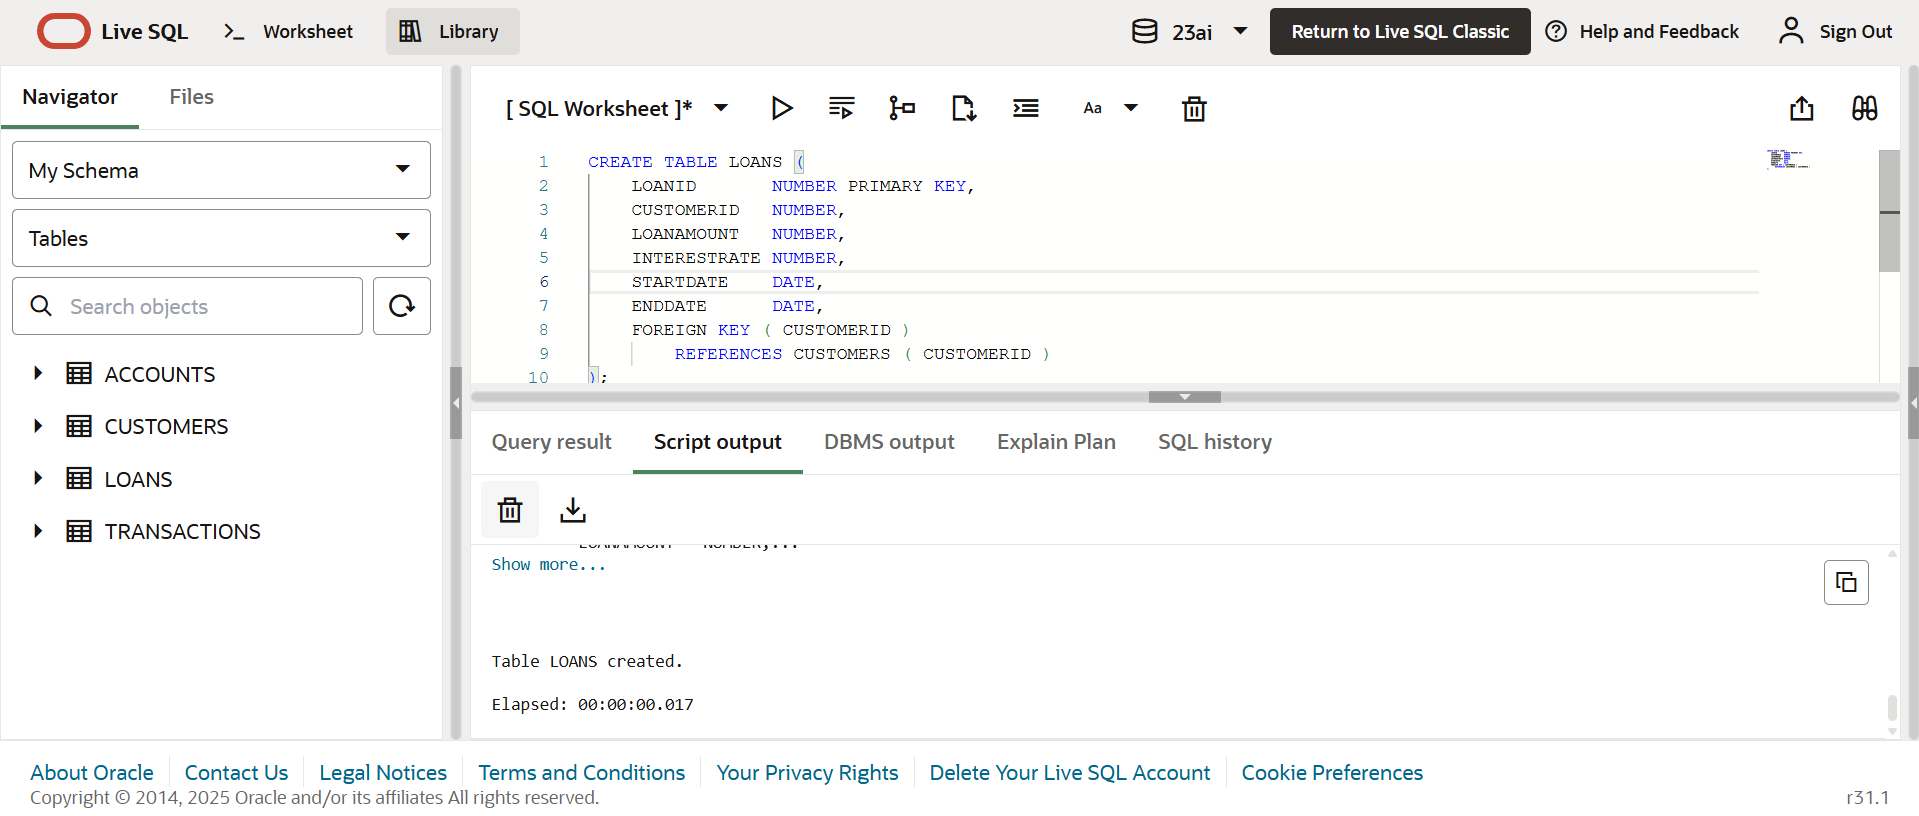 Live SQL
Worksheet
Library
23ai
Return to Live SQL Classic
Help and Feedback
Sign Out
Navigator
Files
My Schema
Tables
Search objects
ACCOUNTS
CUSTOMERS
LOANS
TRANSACTIONS
[ SQL Worksheet ]*
Aa
1 CREATE TABLE LOANS (
2 LOANID NUMBER PRIMARY KEY,
3 CUSTOMERID NUMBER,
4 LOANAMOUNT NUMBER,
5 INTERESTRATE NUMBER,
6 STARTDATE DATE,
7 ENDDATE DATE,
8 FOREIGN KEY ( CUSTOMERID )
9 REFERENCES CUSTOMERS ( CUSTOMERID )
10 );
Query result
Script output
DBMS output
Explain Plan
SQL history
LOANAMOUNT NUMBER,...
Show more...
Table LOANS created.
Elapsed: 00:00:00.017
About Oracle
Contact Us
Legal Notices
Terms and Conditions
Your Privacy Rights
Delete Your Live SQL Account
Cookie Preferences
Copyright © 2014, 2025 Oracle and/or its affiliates All rights reserved.
r31.1